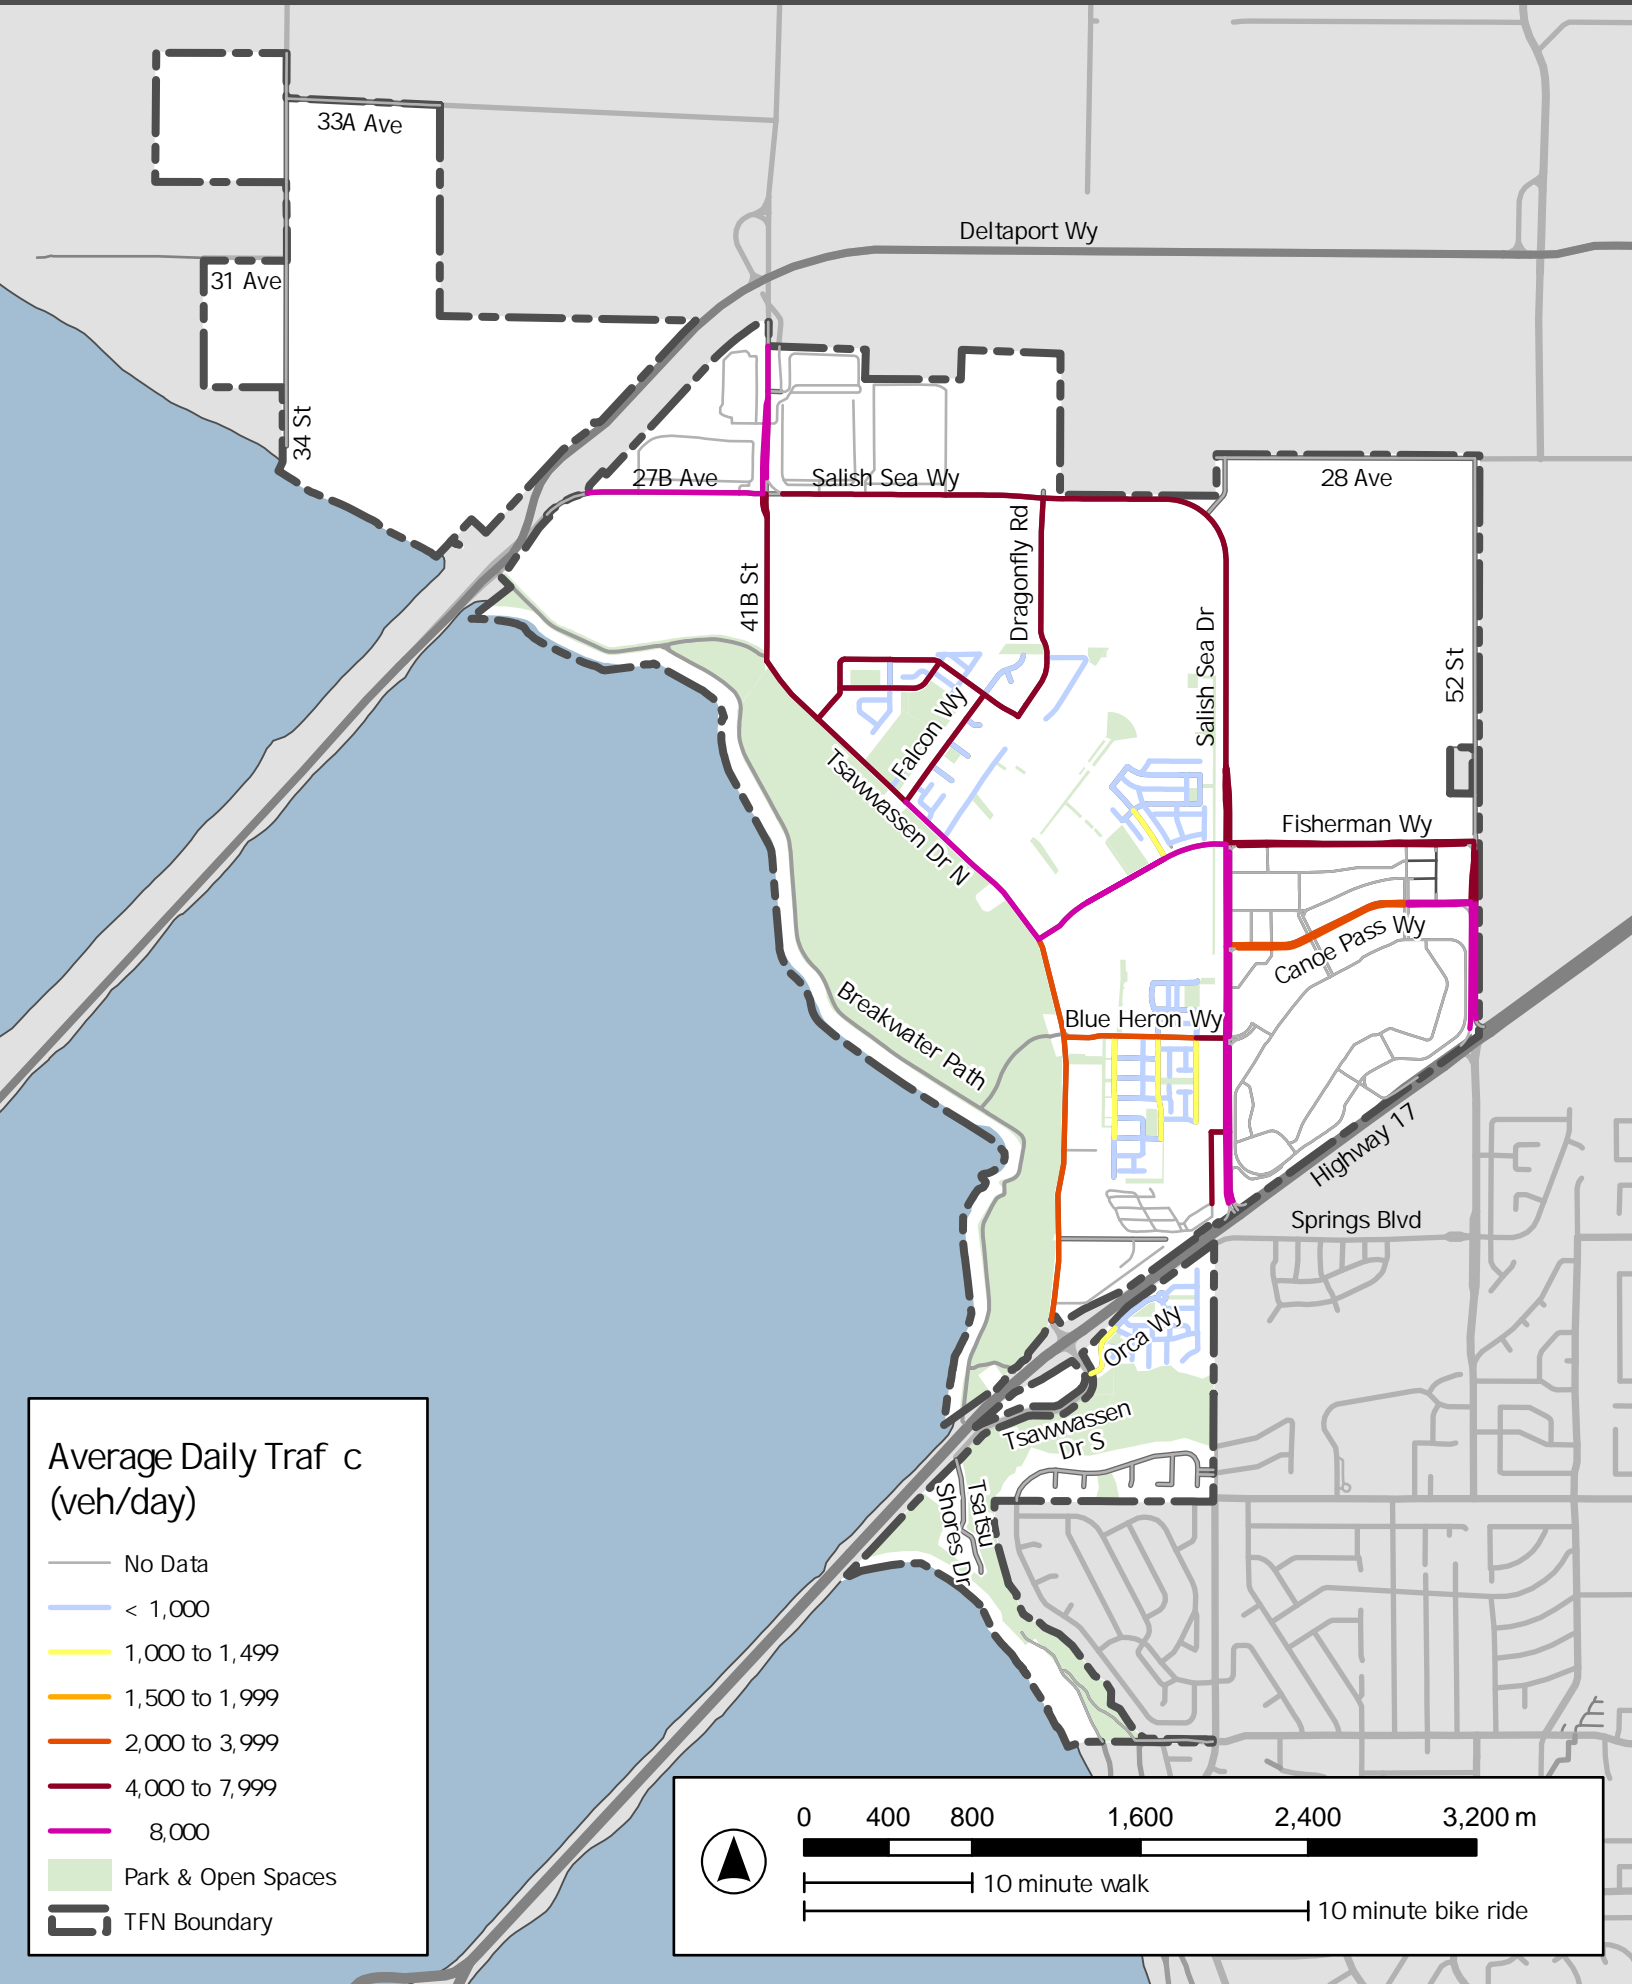 33A Ave
Deltaport Wy
31 Ave
34 St
27B Ave
Salish Sea Wy
28 Ave
Dragonfly Rd
41B St
Salish Sea Dr
52 St
Falcon Wy
Tsawwassen Dr N
Fisherman Wy
Canoe Pass Wy
Breakwater Path
Blue Heron Wy
Highway 17
Springs Blvd
Orca Wy
Tsawwassen
Dr S
Tsatsu
Shores Dr
Average Daily Traf c
(veh/day)
No Data
< 1,000
1,000 to 1,499
1,500 to 1,999
2,000 to 3,999
4,000 to 7,999
8,000
Park & Open Spaces
TFN Boundary
0 400 800 1,600 2,400 3,200 m
10 minute walk
10 minute bike ride